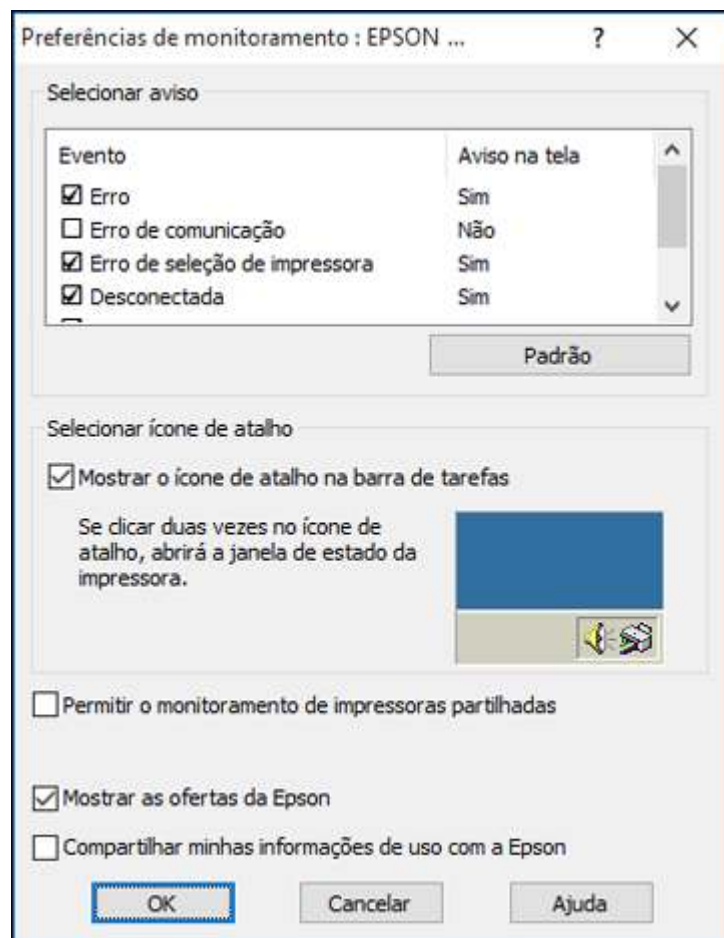 Preferências de monitoramento : EPSON ...
Selecionar aviso
Evento Aviso na tela
Erro Sim
Erro de comunicação Não
Erro de seleção de impressora Sim
Desconectada Sim
Padrão
Selecionar ícone de atalho
Mostrar o ícone de atalho na barra de tarefas
Se clicar duas vezes no ícone de
atalho, abrirá a janela de estado da
impressora.
Permitir o monitoramento de impressoras partilhadas
Mostrar as ofertas da Epson
Compartilhar minhas informações de uso com a Epson
OK Cancelar Ajuda